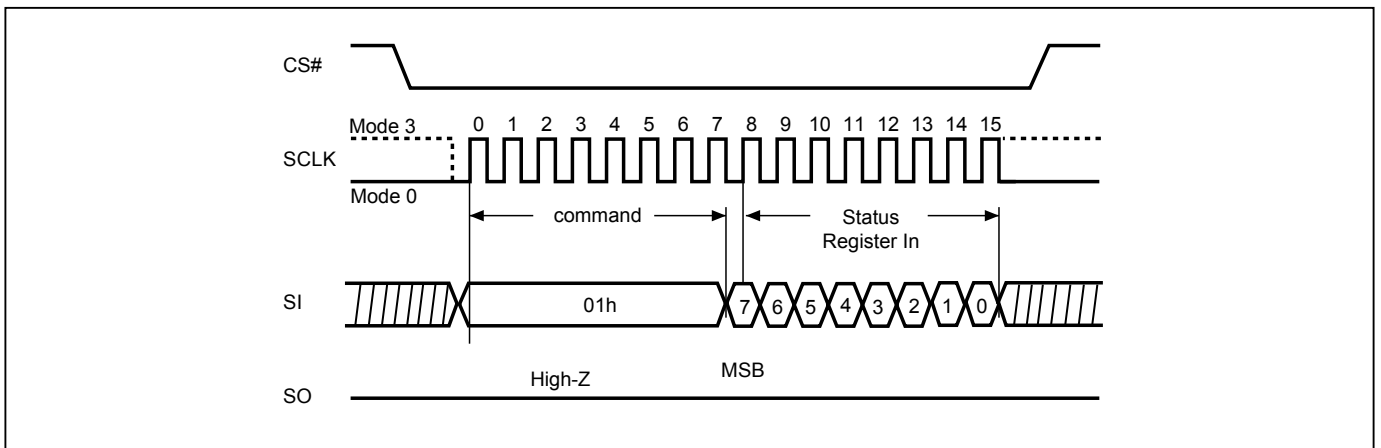 CS#
Mode 3
0 1 2 3 4 5 6 7 8 9 10 11 12 13 14 15
SCLK
Mode 0
command
Status
Register In
SI
01h
7 6 5 4 3 2 1 0
MSB
High-Z
SO